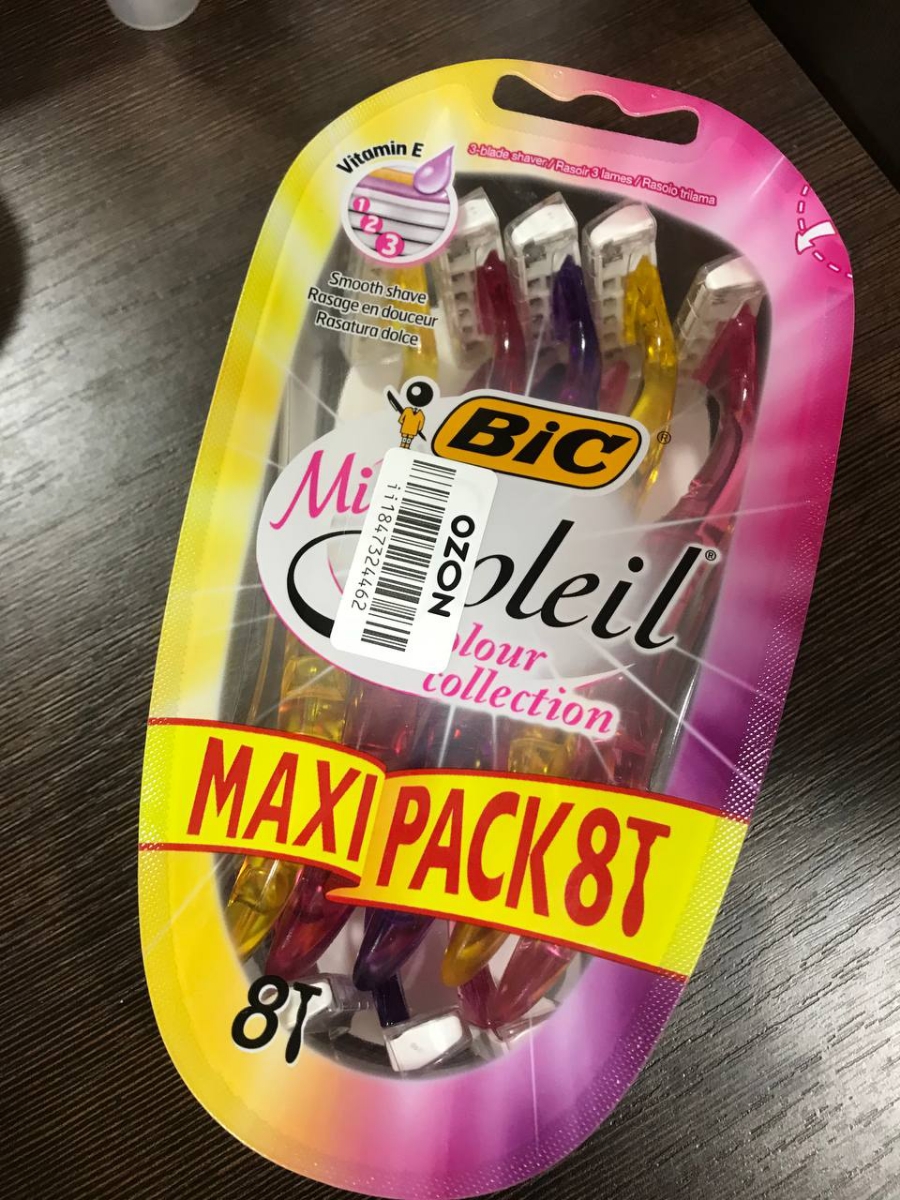 Vitamin E
3-blade shaver / Rasoir 3 lames / Rasoio trilama
1
2
3
Smooth shave
Rasage en douceur
Rasatura dolce
BiC®
Mi
oleil®
olour
collection
OZON
ii1847324462
MAXI PACK 8
8